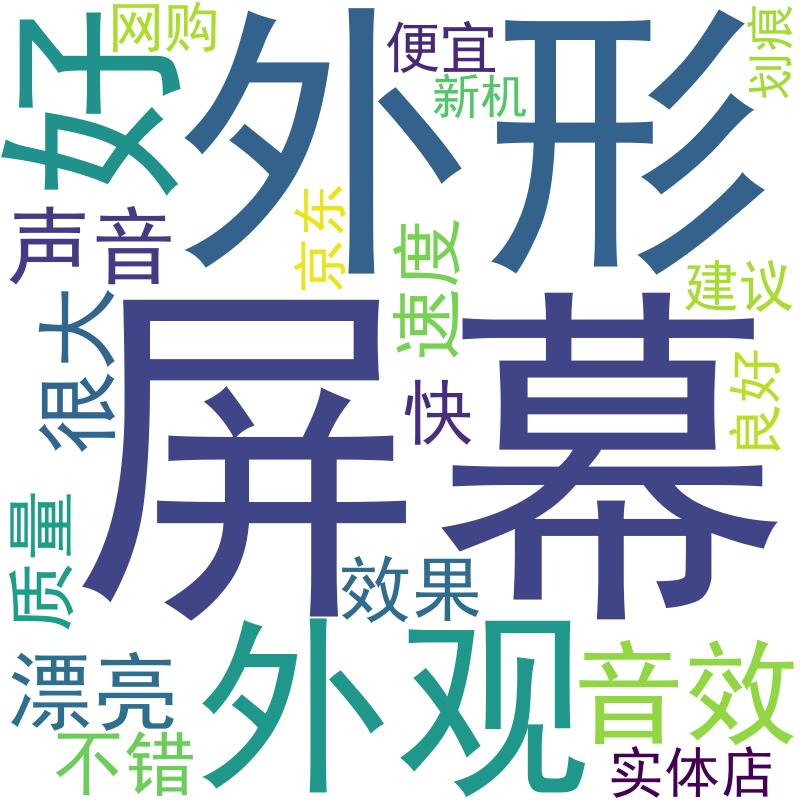 好
网购
外形
便宜
新机
划痕
声音
京东
速度
建议
很大
屏幕
快
良好
质量
效果
漂亮
外观
音效
不错
实体店